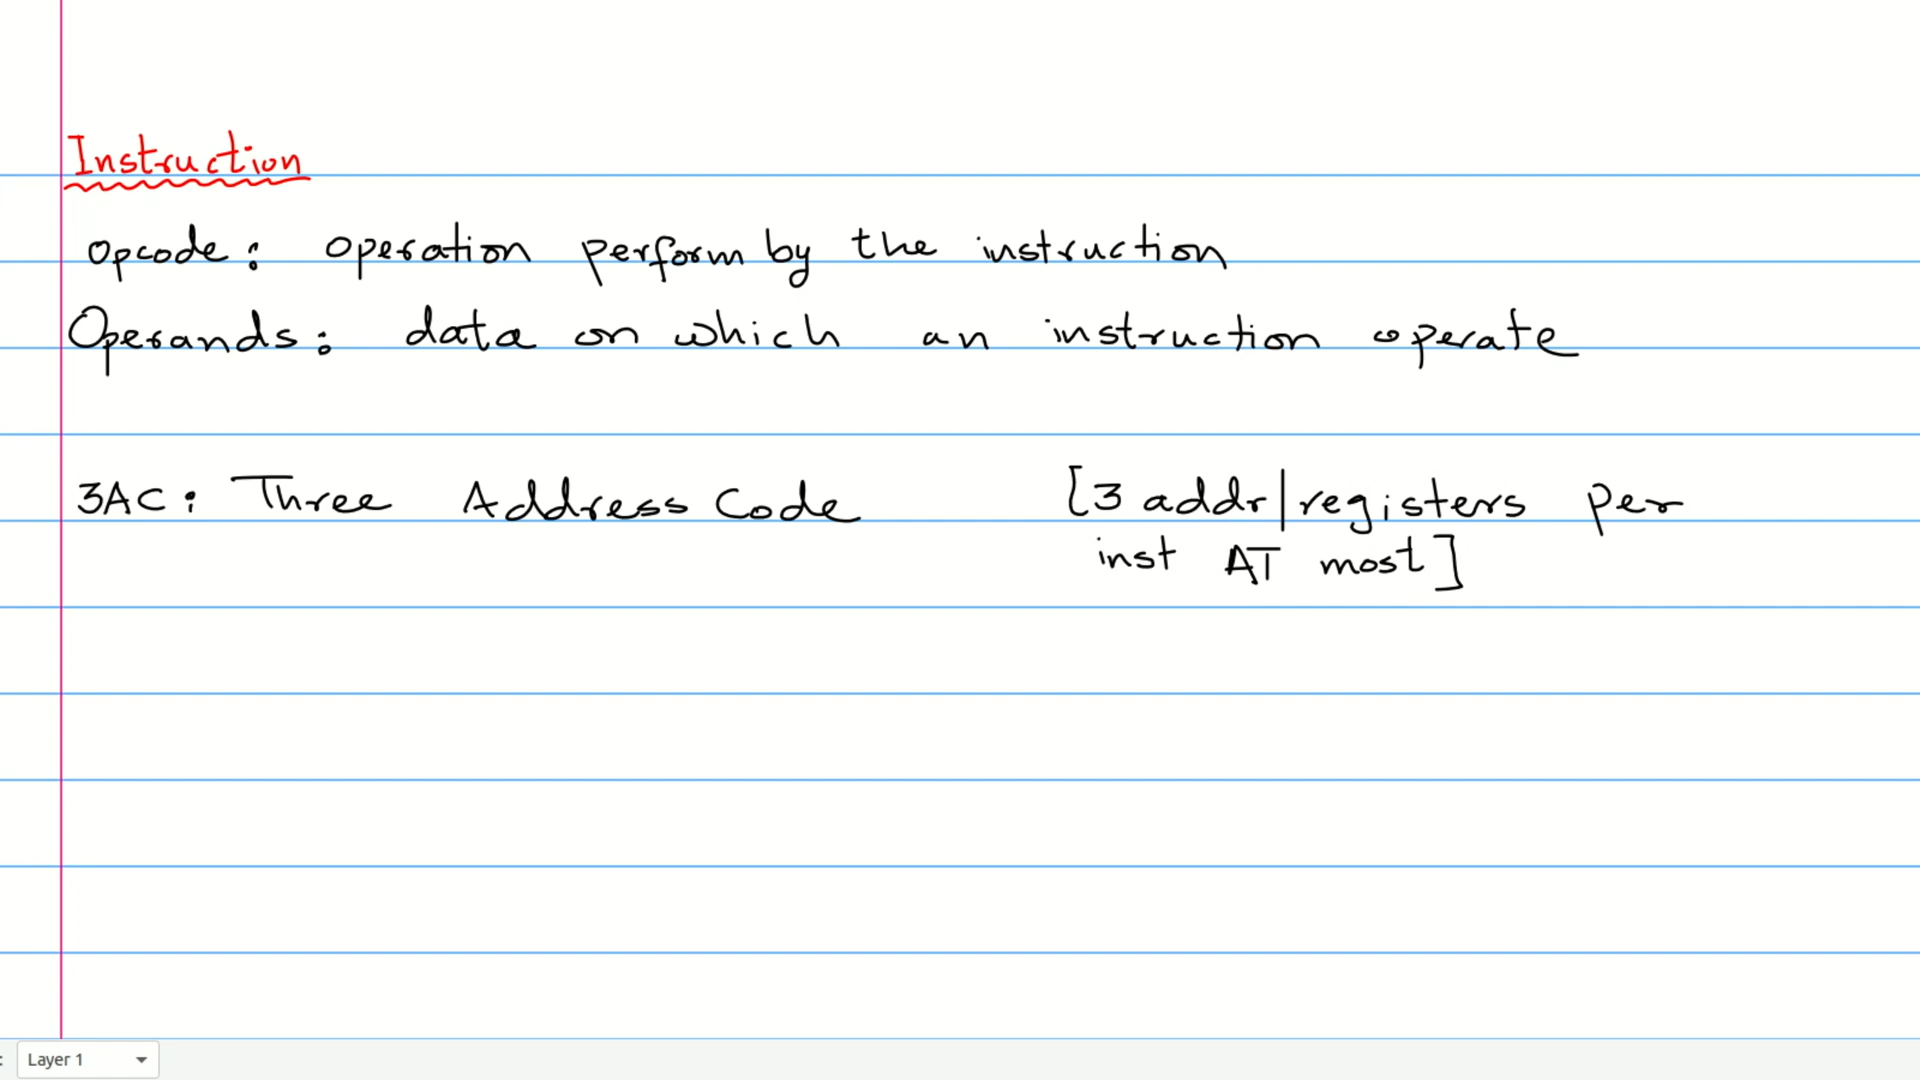 Instruction
Opcode: operation perform by the instruction
Operands: data on which an instruction operate
3AC: Three Address Code [3 addr|registers per
inst AT most]
: Layer 1